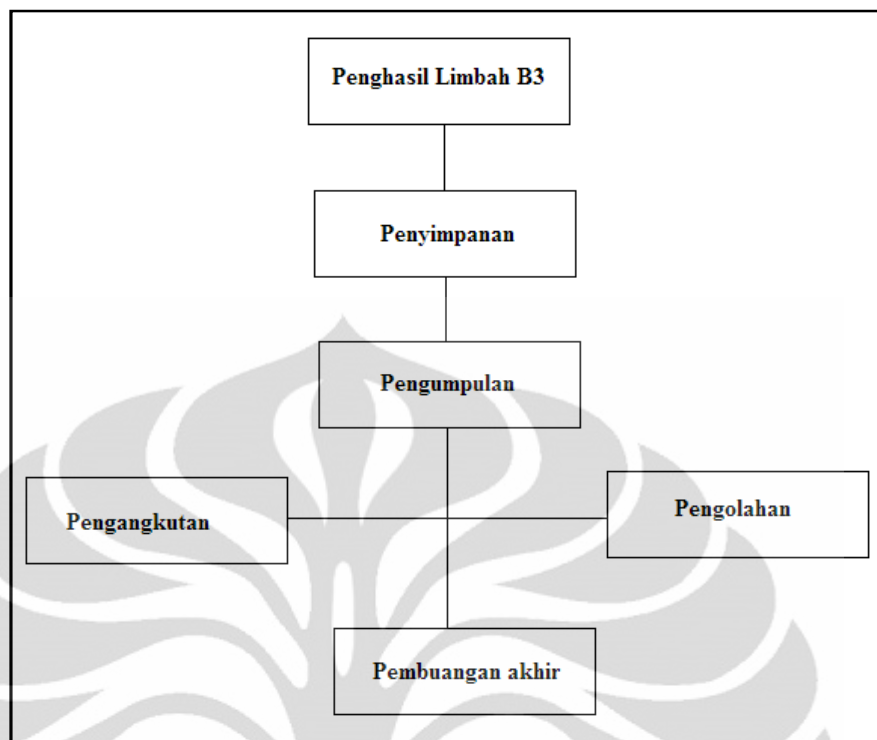 Penghasil Limbah B3
Penyimpanan
Pengumpulan
Pengangkutan
Pengolahan
Pembuangan akhir